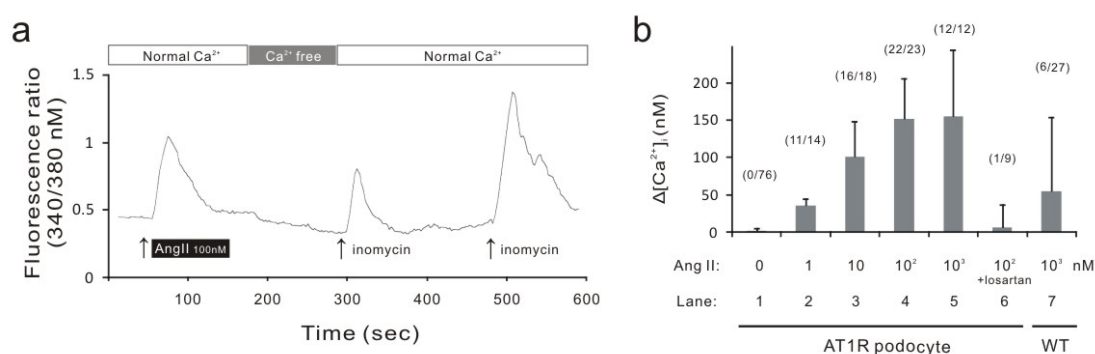 a
Normal Ca²⁺
Ca²⁺ free
Normal Ca²⁺
Fluorescence ratio
(340/380 nM)
1.5
1
0.5
0
AngII 100nM
inomycin
inomycin
100
200
300
400
500
600
Time (sec)
b
Δ[Ca²⁺]ᵢ (nM)
200
150
100
50
0
(0/76)
(11/14)
(16/18)
(22/23)
(12/12)
(1/9)
(6/27)
Ang II: 0 1 10 10² 10³ 10² 10³ nM
+losartan
Lane: 1 2 3 4 5 6 7
AT1R podocyte WT